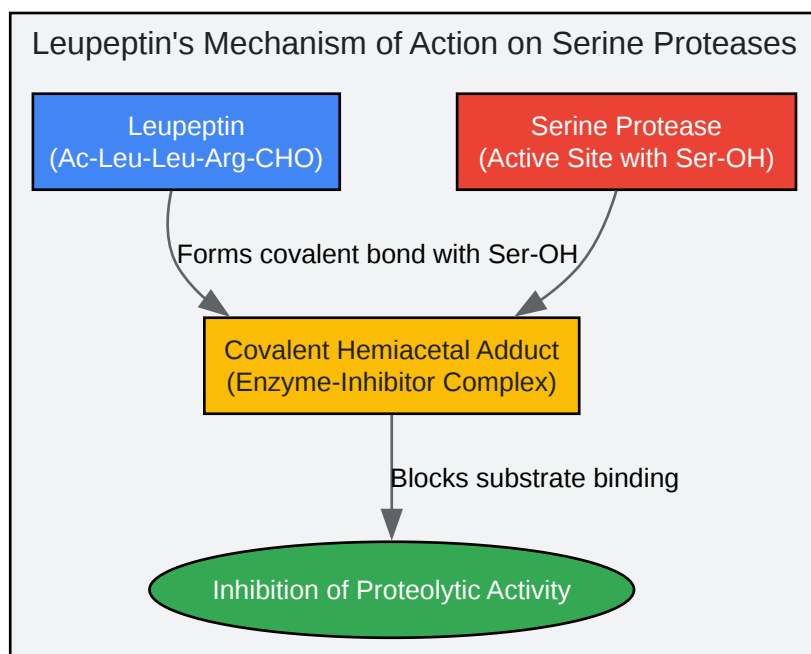 Leupeptin's Mechanism of Action on Serine Proteases
Leupeptin
(Ac-Leu-Leu-Arg-CHO)
Serine Protease
(Active Site with Ser-OH)
Forms covalent bond with Ser-OH
Covalent Hemiacetal Adduct
(Enzyme-Inhibitor Complex)
Blocks substrate binding
Inhibition of Proteolytic Activity